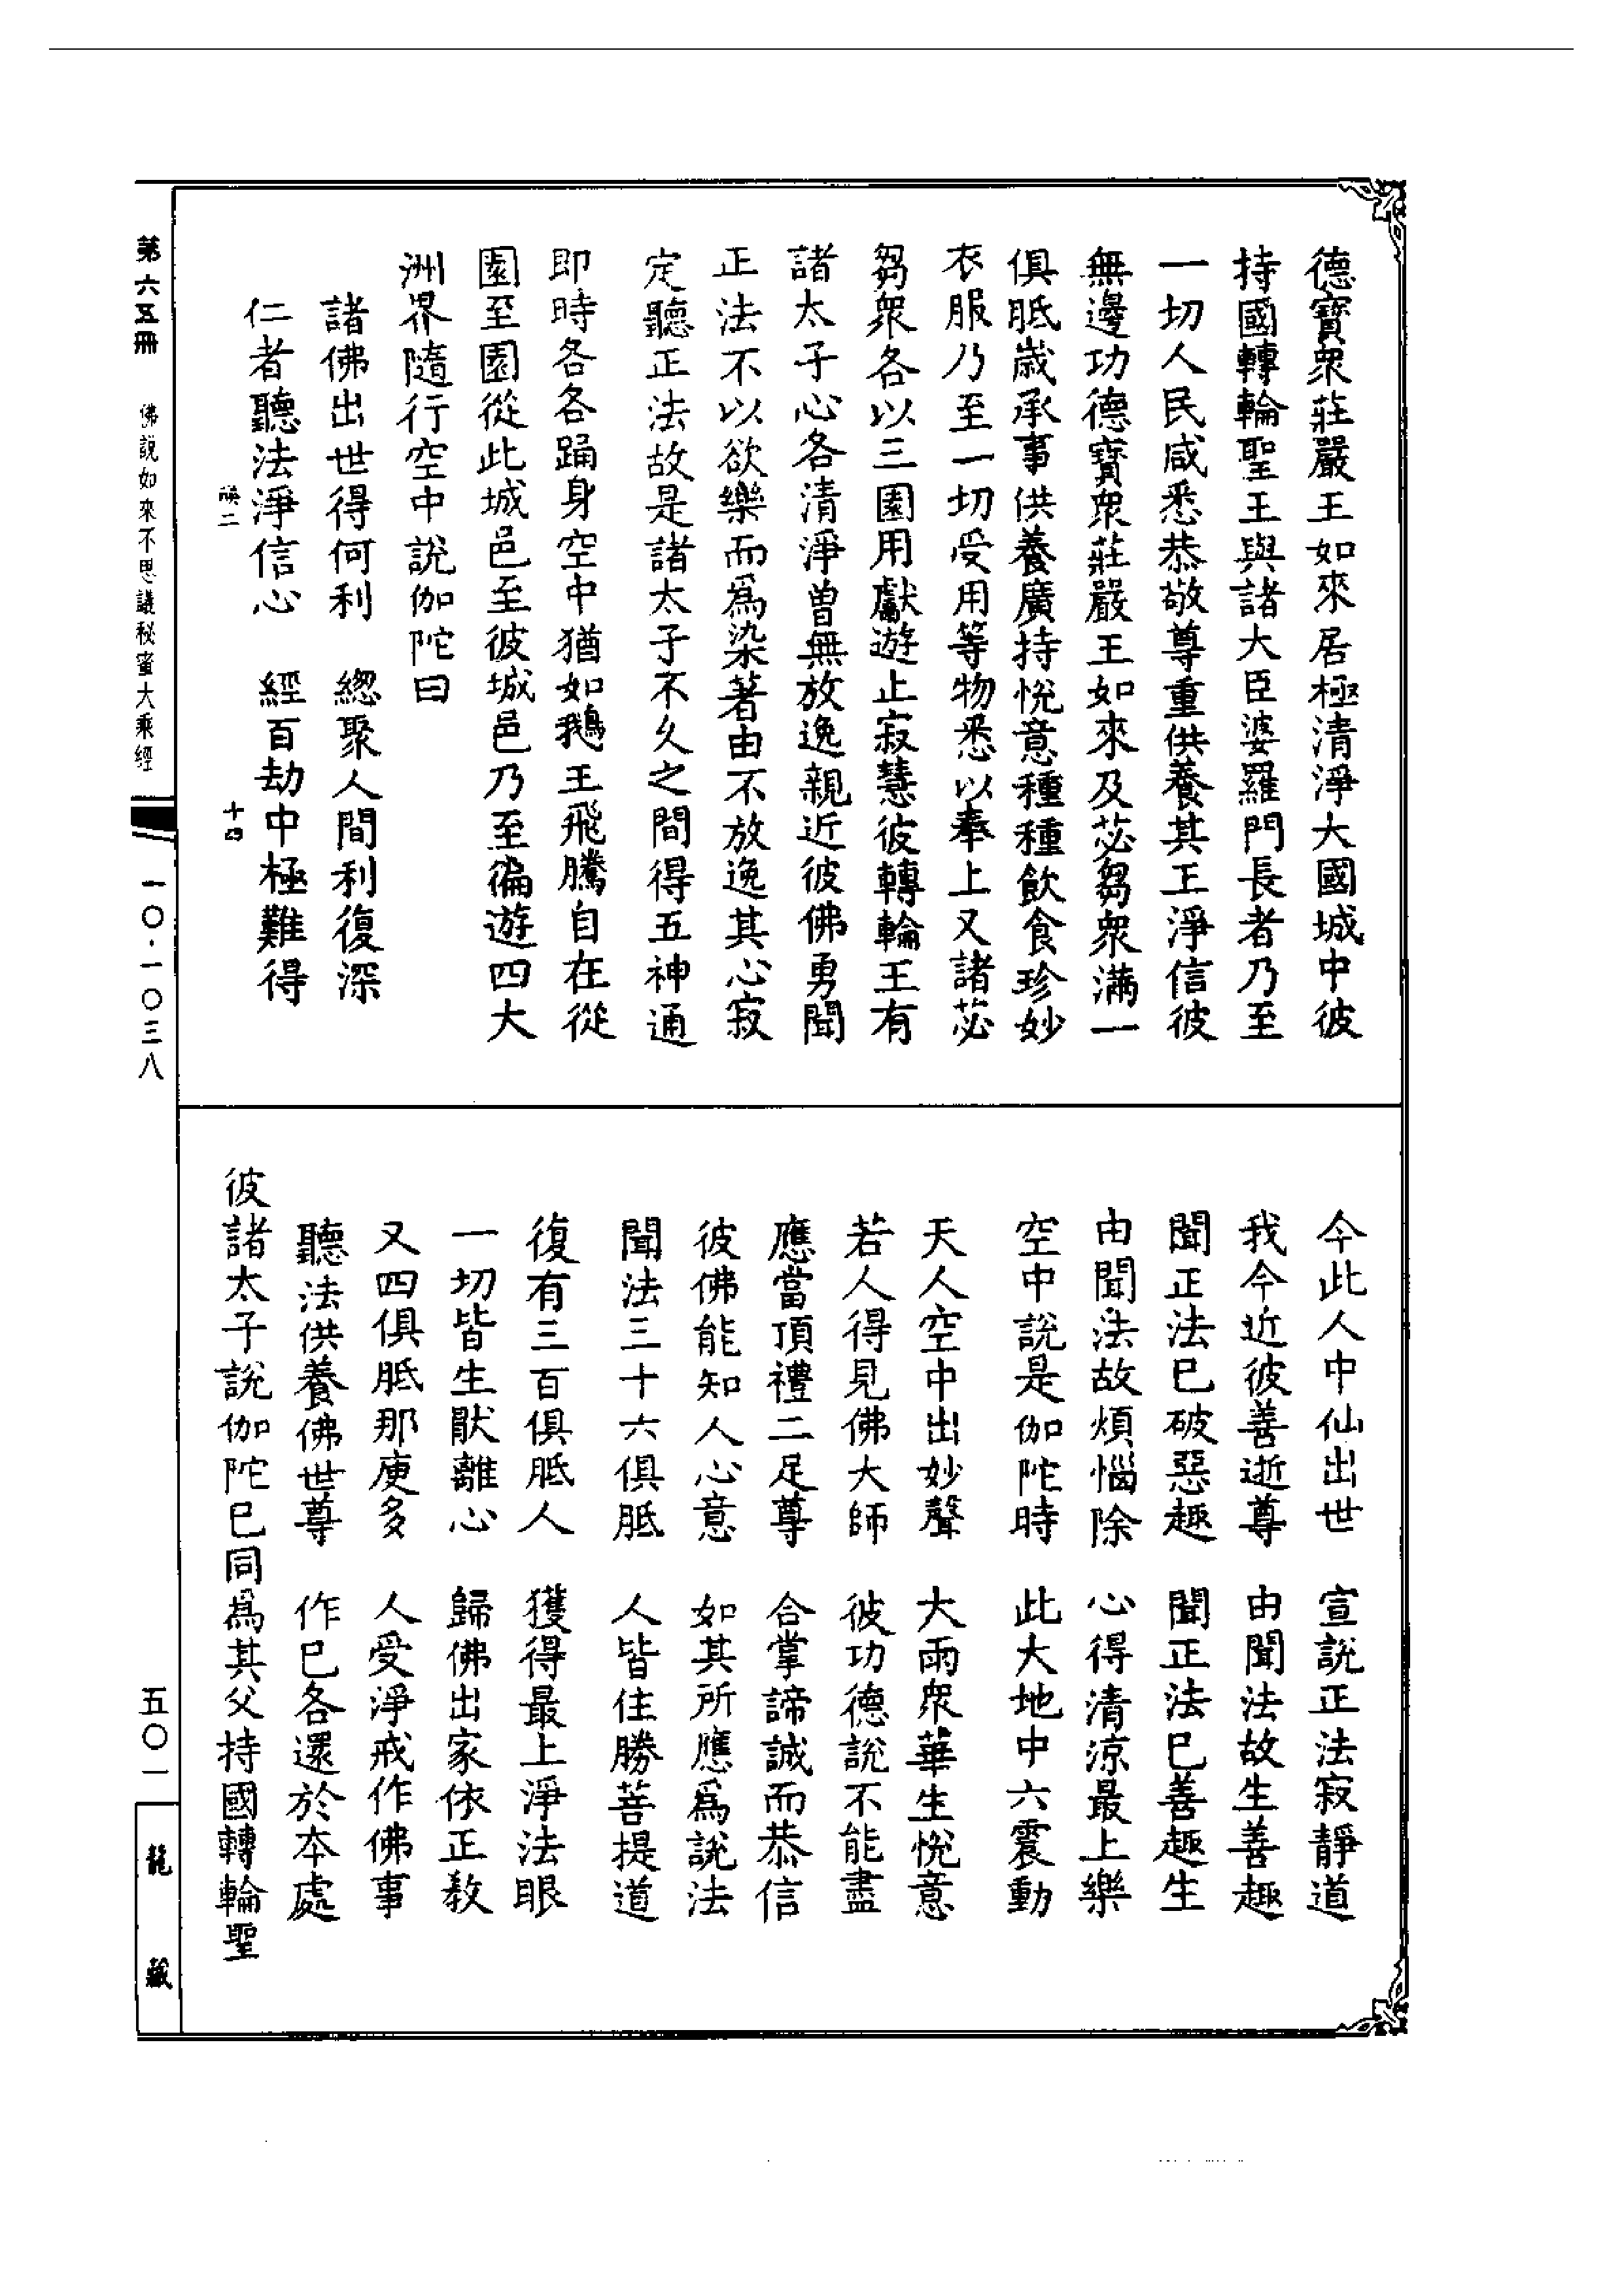 德寶衆莊嚴王如來居極清淨大國城中彼
持國轉輪聖王與諸大臣婆羅門長者乃至
一切人民咸悉恭敬尊重供養其王淨信彼
無邊功德寶衆莊嚴王如來及苾芻衆滿一
俱胝歲承事供養廣持悅意種種飲食珍妙
衣服乃至一切受用等物悉以奉上又諸苾
芻衆各以三園用獻遊止寂慧彼轉輪王有
諸太子心各清淨曾無放逸親近彼佛勇聞
正法不以欲樂而爲染著由不放逸其心寂
定聽正法故是諸太子不久之間得五神通
即時各各踊身空中猶如鵝王飛騰自在從
園至園從此城邑至彼城邑乃至徧遊四大
洲界隨行空中說伽陀曰
諸佛出世得何利　總聚人間利復深
仁者聽法淨信心　經百劫中極難得
十四
今此人中仙出世　宣說正法寂靜道
我今近彼善逝尊　由聞法故生善趣
聞正法已破惡趣　聞正法已善趣生
由聞法故煩惱除　心得清涼最上樂
空中說是伽陀時　此大地中六震動
天人空中出妙聲　大雨衆華生悅意
若人得見佛大師　彼功德說不能盡
應當頂禮二足尊　合掌諦誠而恭信
彼佛能知人心意　如其所應爲說法
聞法三十六俱胝　人皆住勝菩提道
復有三百俱胝人　獲得最上淨法眼
一切皆生厭離心　歸佛出家依正教
又四俱胝那庾多　人受淨戒作佛事
聽法供養佛世尊　作已各還於本處
彼諸太子說伽陀已同爲其父持國轉輪聖
第六五冊　佛說如來不思議秘蜜大乘經
一〇·一〇三八
五〇一
龍藏